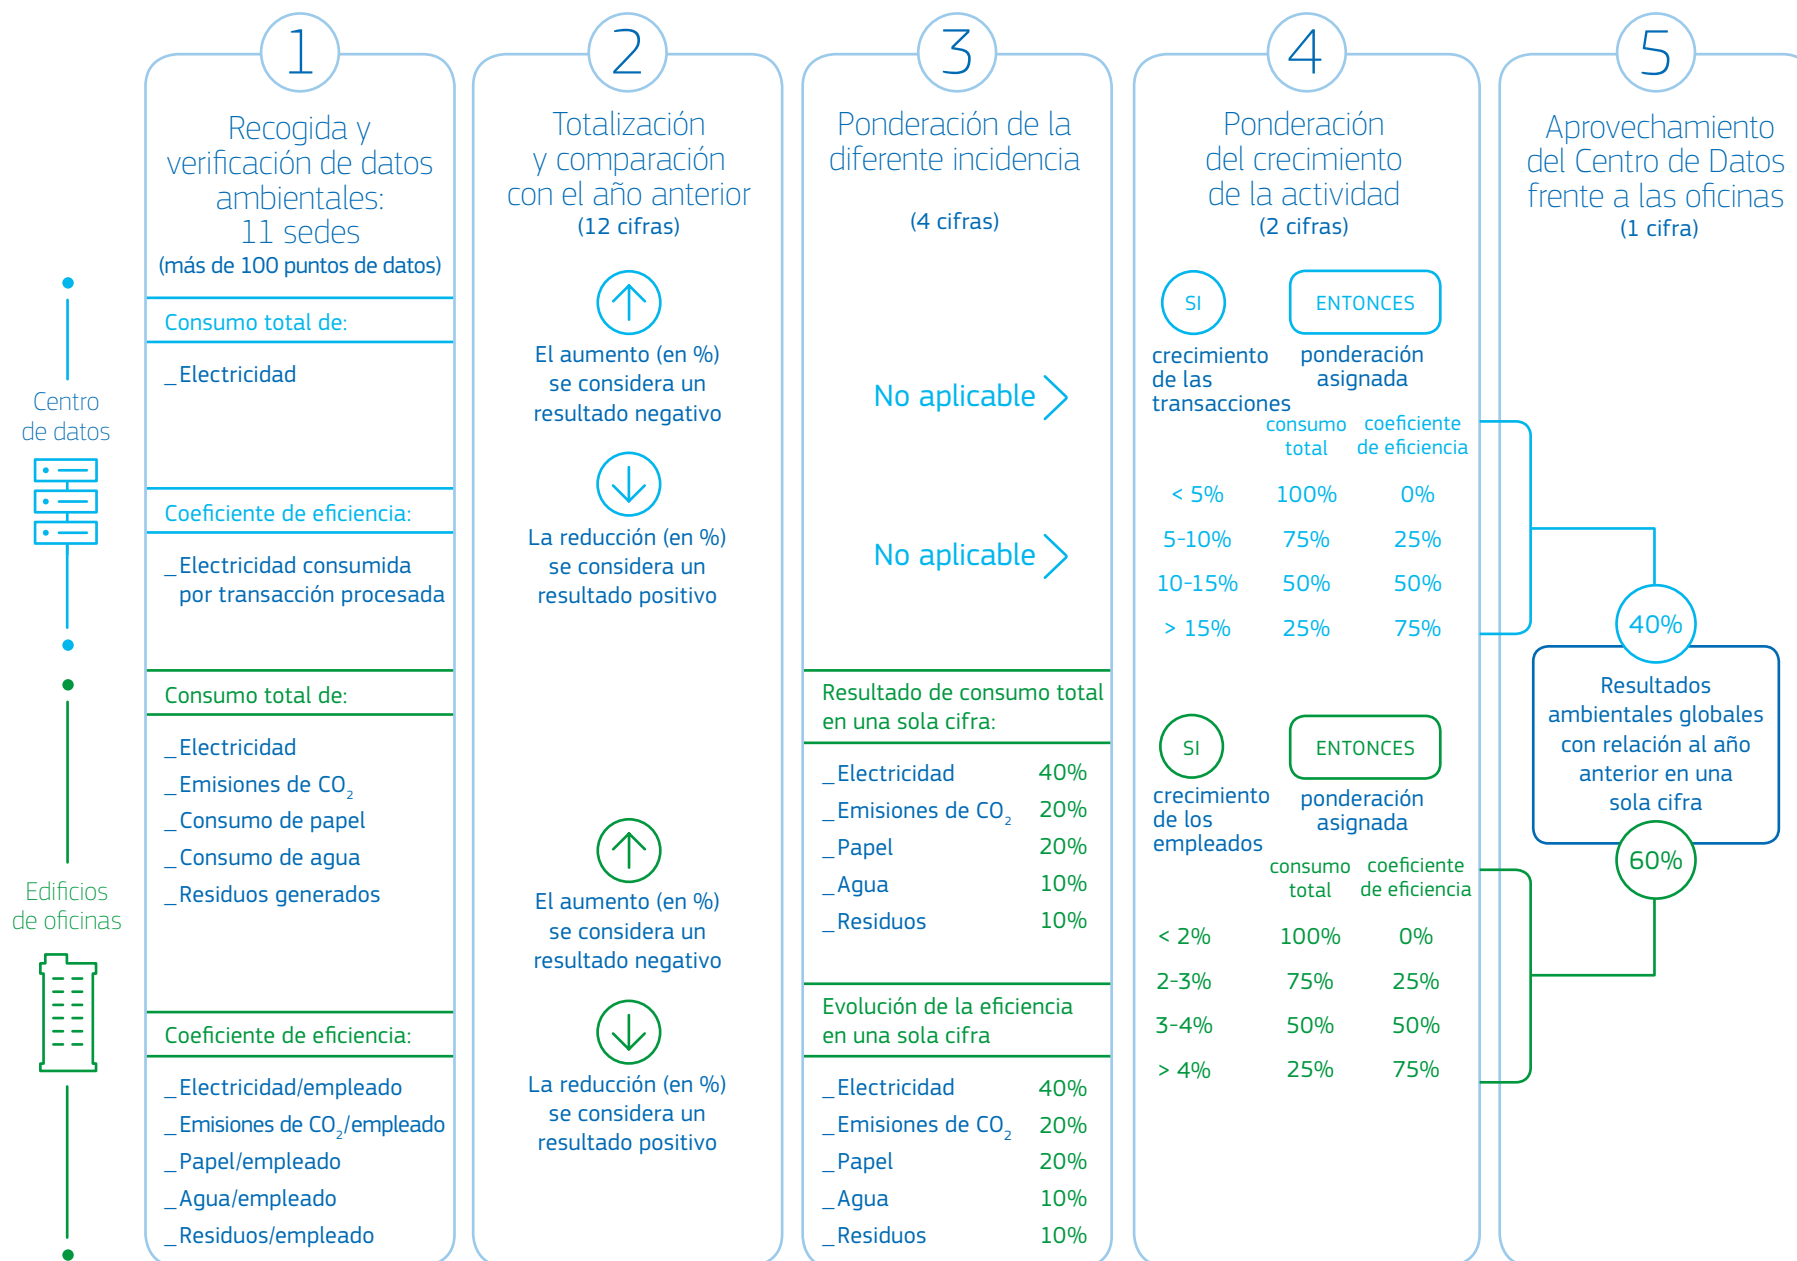 1
Recogida y
verificación de datos
ambientales:
11 sedes
(más de 100 puntos de datos)
Centro
de datos
Consumo total de:
_Electricidad
Coeficiente de eficiencia:
_Electricidad consumida
por transacción procesada
Edificios
de oficinas
Consumo total de:
_Electricidad
_Emisiones de CO₂
_Consumo de papel
_Consumo de agua
_Residuos generados
Coeficiente de eficiencia:
_Electricidad/empleado
_Emisiones de CO₂/empleado
_Papel/empleado
_Agua/empleado
_Residuos/empleado
2
Totalización
y comparación
con el año anterior
(12 cifras)
El aumento (en %)
se considera un
resultado negativo
La reducción (en %)
se considera un
resultado positivo
El aumento (en %)
se considera un
resultado negativo
La reducción (en %)
se considera un
resultado positivo
3
Ponderación de la
diferente incidencia
(4 cifras)
No aplicable
No aplicable
Resultado de consumo total
en una sola cifra:
_Electricidad 40%
_Emisiones de CO₂ 20%
_Papel 20%
_Agua 10%
_Residuos 10%
Evolución de la eficiencia
en una sola cifra
_Electricidad 40%
_Emisiones de CO₂ 20%
_Papel 20%
_Agua 10%
_Residuos 10%
4
Ponderación
del crecimiento
de la actividad
(2 cifras)
SI
crecimiento
de las
transacciones
ENTONCES
ponderación
asignada
consumo
total
coeficiente
de eficiencia
< 5% 100% 0%
5-10% 75% 25%
10-15% 50% 50%
> 15% 25% 75%
SI
crecimiento
de los
empleados
ENTONCES
ponderación
asignada
consumo
total
coeficiente
de eficiencia
< 2% 100% 0%
2-3% 75% 25%
3-4% 50% 50%
> 4% 25% 75%
5
Aprovechamiento
del Centro de Datos
frente a las oficinas
(1 cifra)
40%
Resultados
ambientales globales
con relación al año
anterior en una
sola cifra
60%